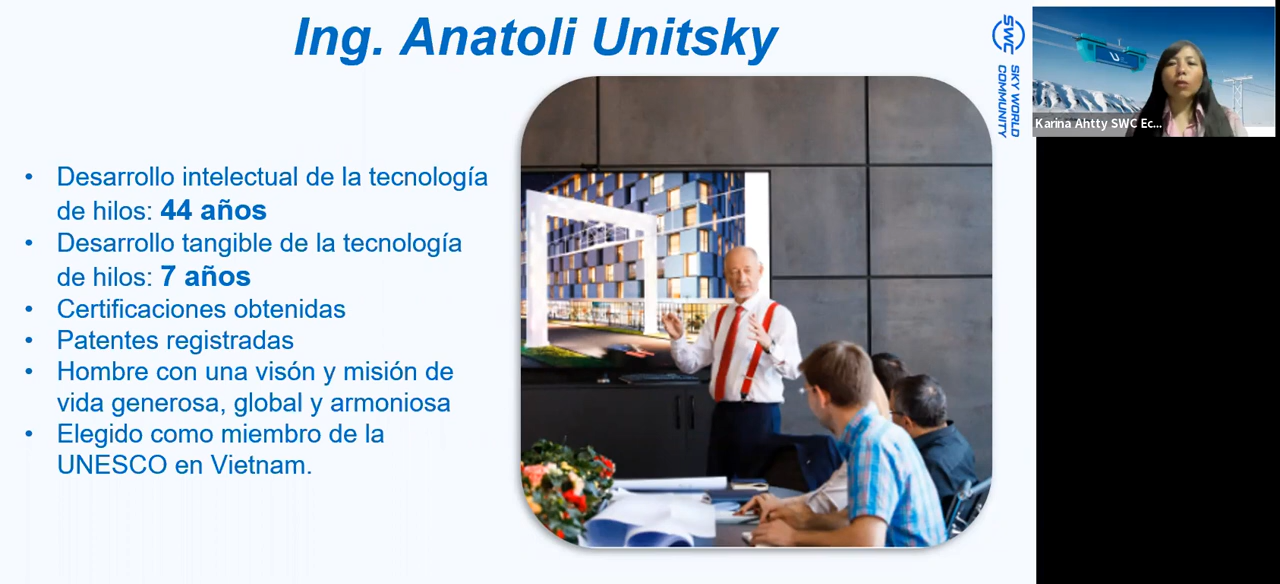 Ing. Anatoli Unitsky
SWC
SKY WORLD
COMMUNITY
Karina Ahtty SWC Ec...
• Desarrollo intelectual de la tecnología
de hilos: 44 años
• Desarrollo tangible de la tecnología
de hilos: 7 años
• Certificaciones obtenidas
• Patentes registradas
• Hombre con una visón y misión de
vida generosa, global y armoniosa
• Elegido como miembro de la
UNESCO en Vietnam.